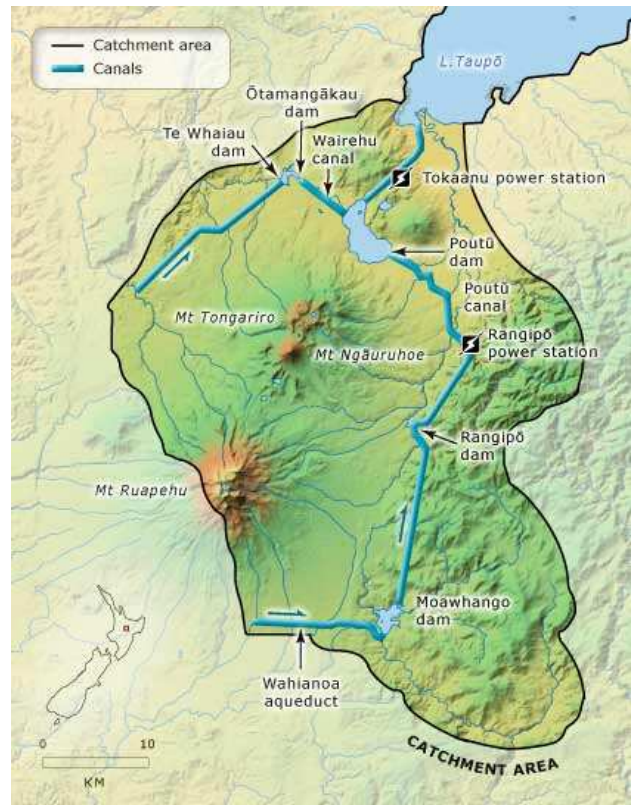 Catchment area
Canals
L.Taupō
Ōtamangākau
dam
Te Whaiau
dam
Wairehu
canal
Tokaanu power station
Poutū
dam
Poutū
canal
Mt Tongariro
Mt Ngāuruhoe
Rangipō
power station
Rangipō
dam
Mt Ruapehu
Moawhango
dam
Wahianoa
aqueduct
0 10
KM
CATCHMENT AREA